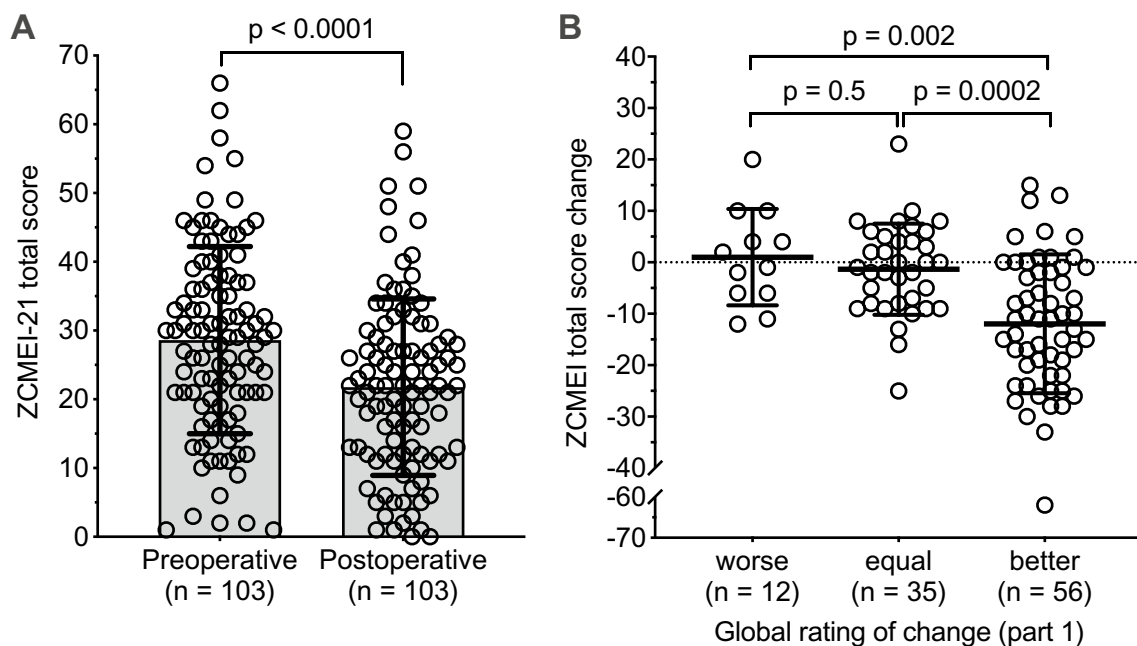 A
p < 0.0001
ZCMEI-21 total score
70
60
50
40
30
20
10
0
Preoperative
(n = 103)
Postoperative
(n = 103)
B
p = 0.002
p = 0.5
p = 0.0002
ZCMEI total score change
40
30
20
10
0
-10
-20
-30
-40
-60
-70
worse
(n = 12)
equal
(n = 35)
better
(n = 56)
Global rating of change (part 1)